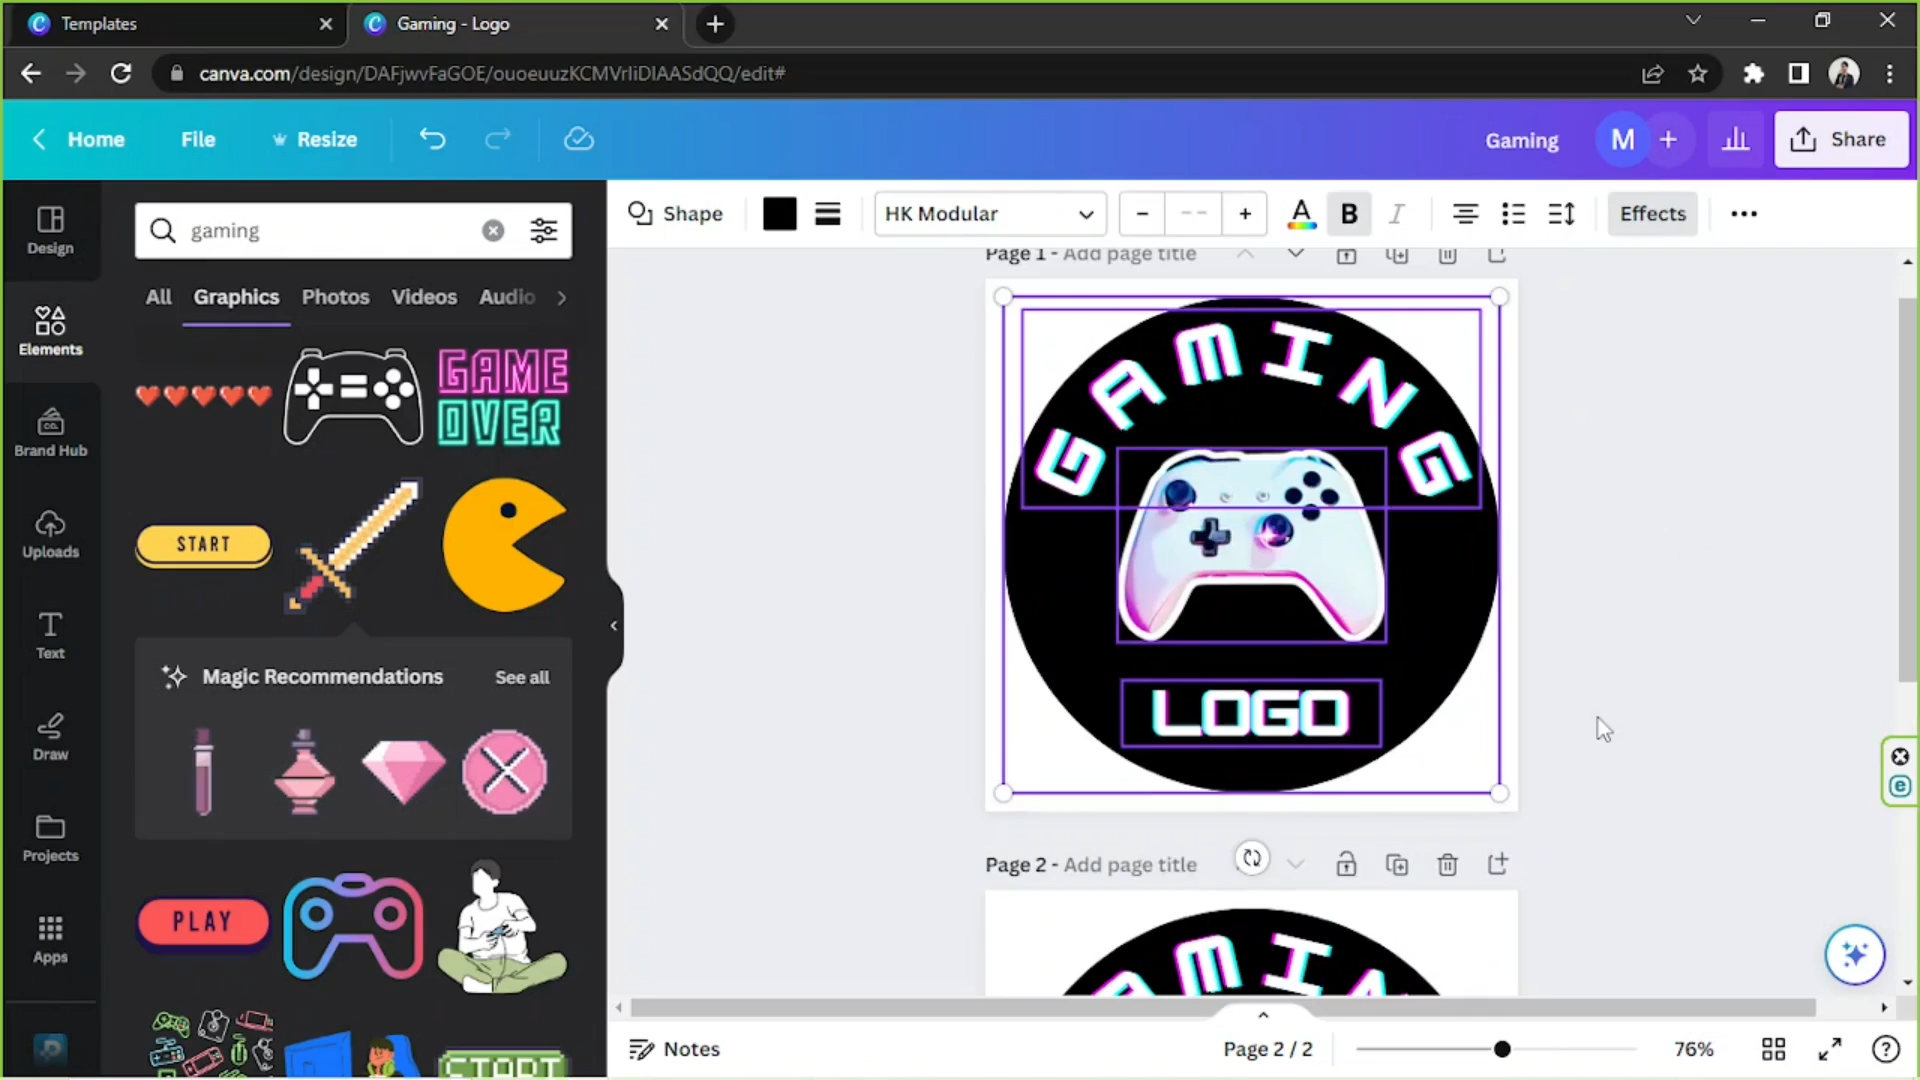 Templates
Gaming - Logo
canva.com/design/DAFjwvFaGOE/ouoeuuzKCMVrIiDIAASdQQ/edit#
Home
File
Resize
Gaming
M
Share
Design
Elements
Brand Hub
Uploads
Text
Draw
Projects
Apps
gaming
All
Graphics
Photos
Videos
Audio
GAME
OVER
START
Magic Recommendations
See all
PLAY
START
Shape
HK Modular
- -
A
B
I
Effects
Page 1 - Add page title
GAMING
LOGO
Page 2 - Add page title
GAMING
Notes
Page 2 / 2
76%